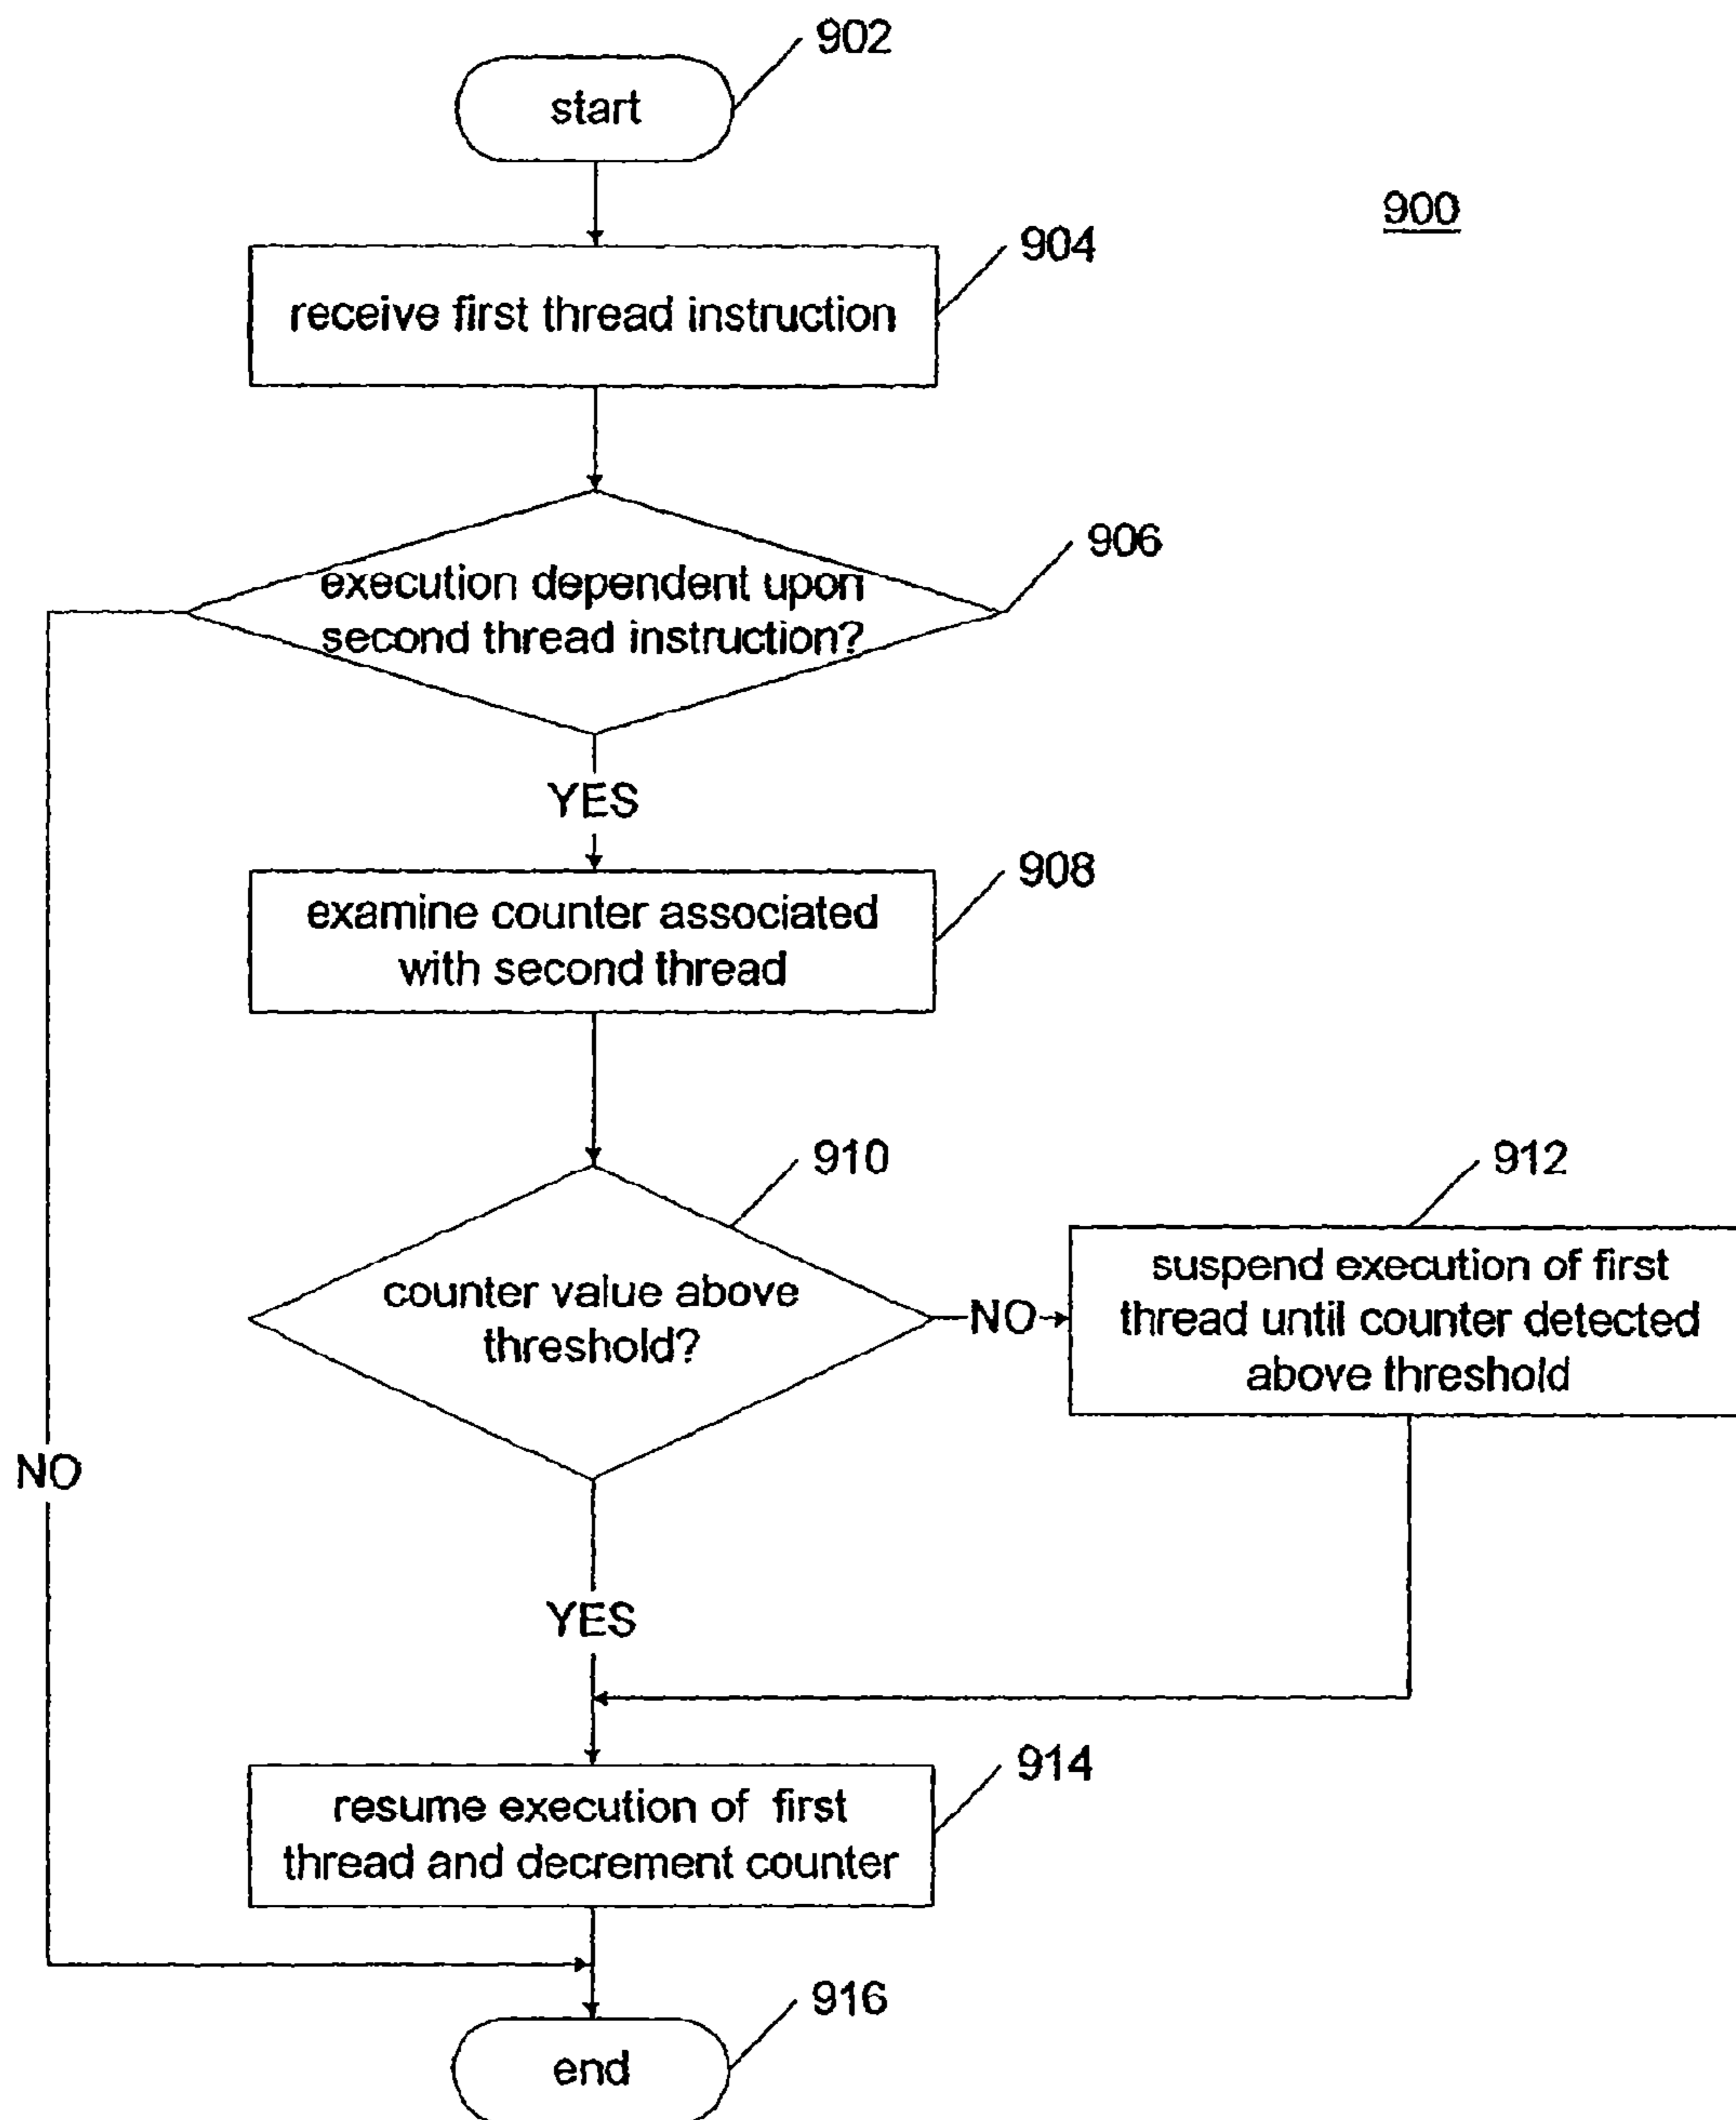 902
start
900
904
receive first thread instruction
906
execution dependent upon
second thread instruction?
YES
908
examine counter associated
with second thread
910
912
counter value above
threshold?
NO
suspend execution of first
thread until counter detected
above threshold
NO
YES
914
resume execution of first
thread and decrement counter
916
end